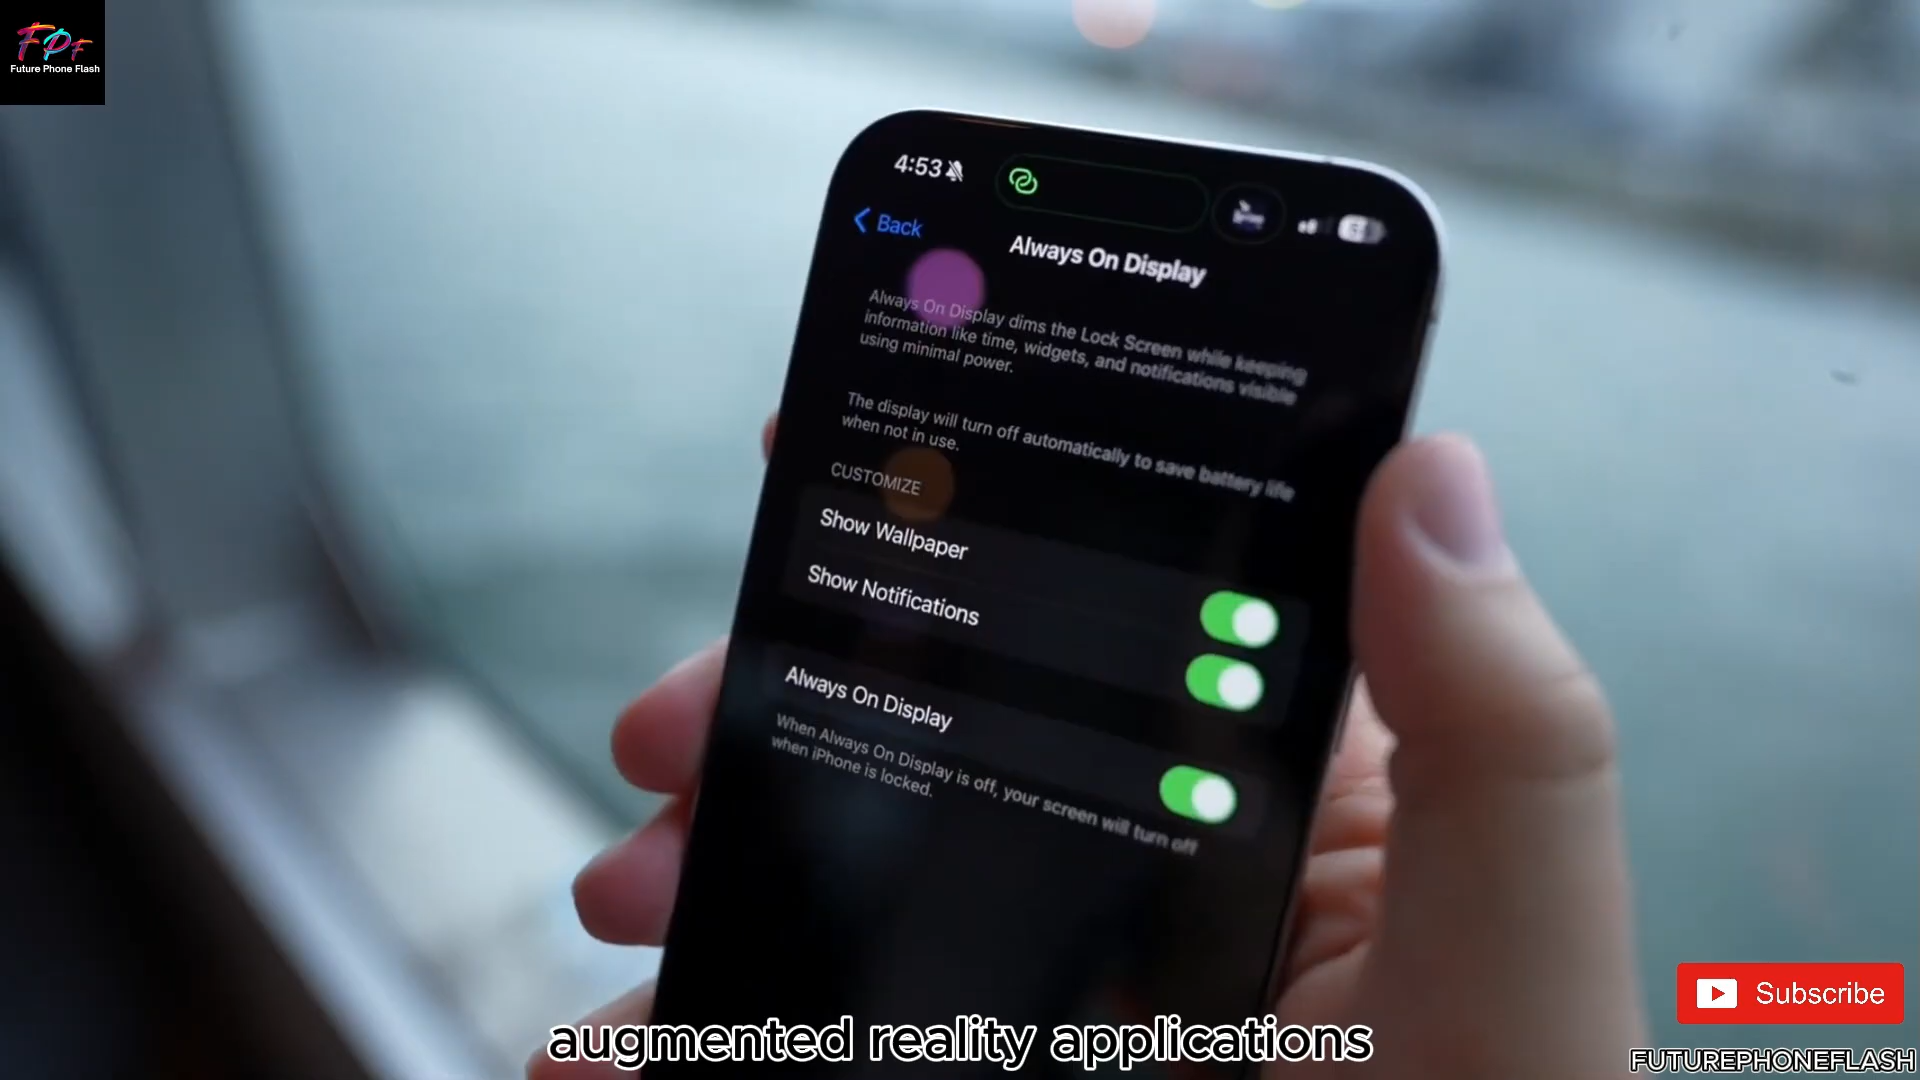 FPF
Future Phone Flash
4:53
Back
Always On Display
Always On Display dims the Lock Screen while keeping
information like time, widgets, and notifications visible
using minimal power.
The display will turn off automatically to save battery life
when not in use.
CUSTOMIZE
Show Wallpaper
Show Notifications
Always On Display
When Always On Display is off, your screen will turn off
when iPhone is locked.
Subscribe
augmented reality applications
FUTUREPHONEFLASH